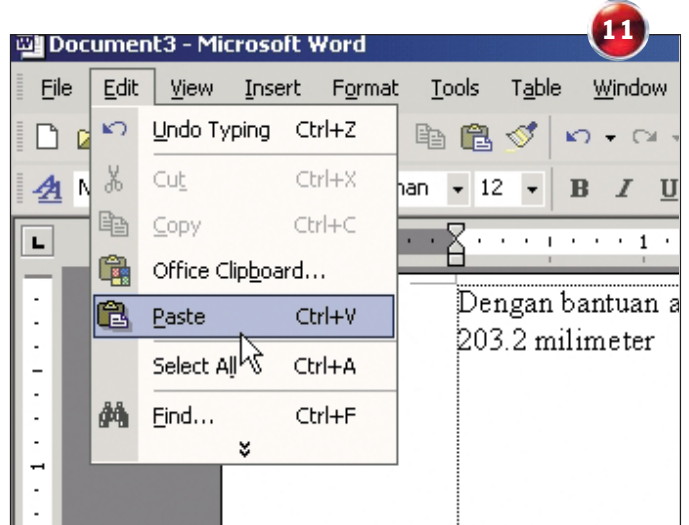 11
Document3 - Microsoft Word
File Edit View Insert Format Tools Table Window
Undo Typing Ctrl+Z
Cut Ctrl+X
12 B I U
Copy Ctrl+C
L
1
Office Clipboard...
Paste Ctrl+V
Dengan bantuan a
203.2 milimeter
Select All Ctrl+A
Find... Ctrl+F
1